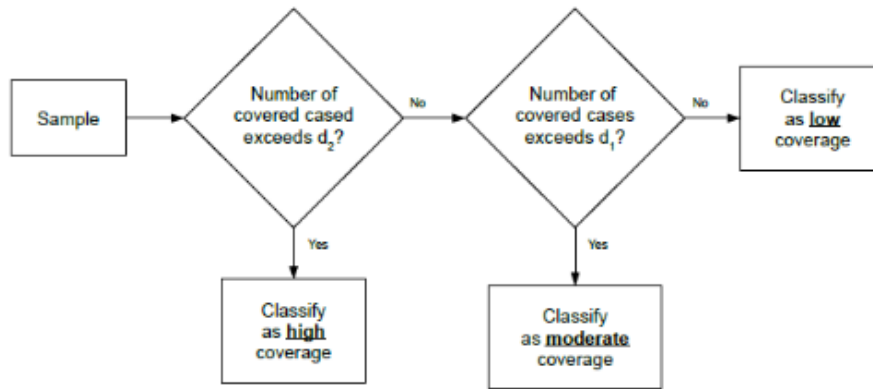 Sample
Number of
covered cased
exceeds d₂?
No
Number of
covered cases
exceeds d₁?
No
Classify
as low
coverage
Yes
Classify
as high
coverage
Yes
Classify
as moderate
coverage